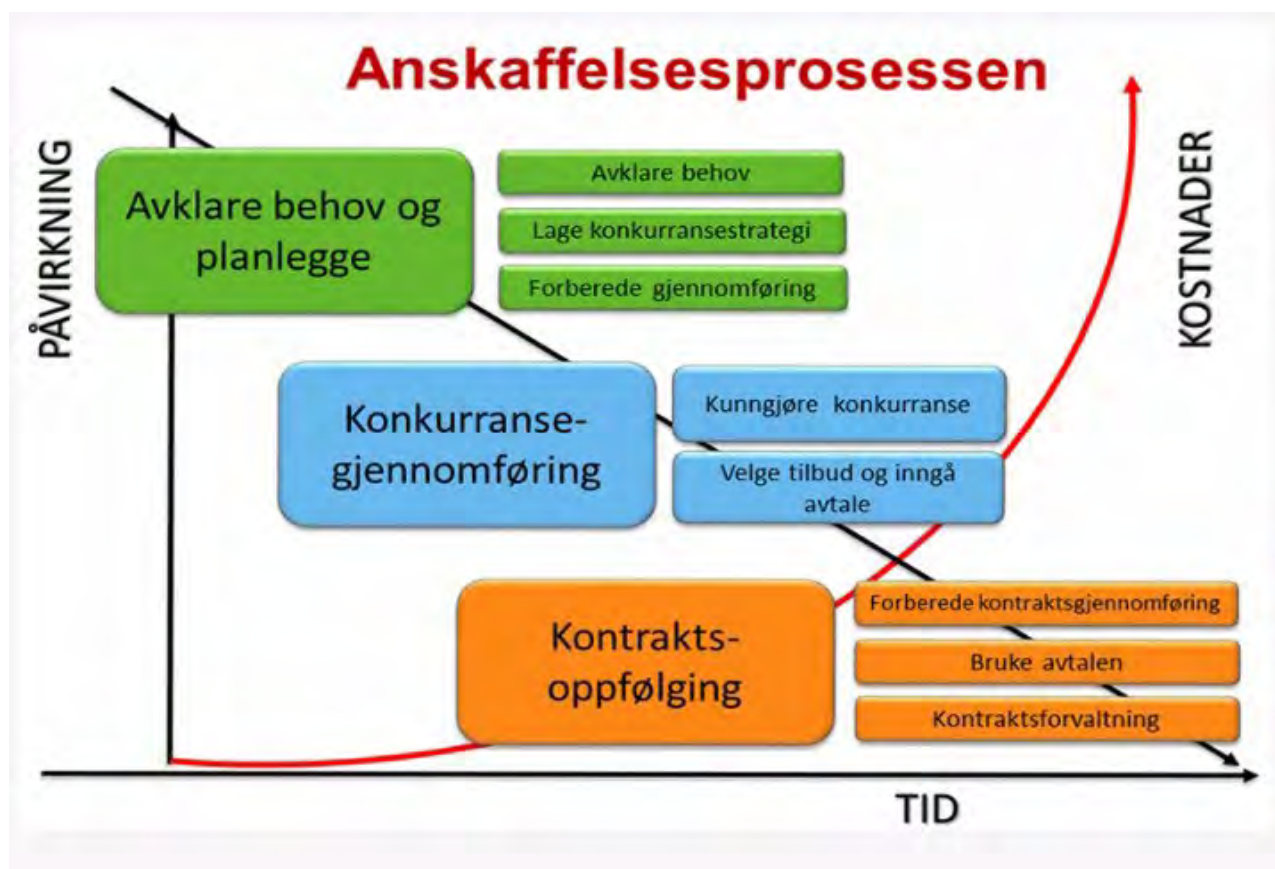 Anskaffelsesprosessen
PÅVIRKNING
KOSTNADER
Avklare behov og
planlegge
Avklare behov
Lage konkurransestrategi
Forberede gjennomføring
Konkurranse-
gjennomføring
Kunngjøre konkurranse
Velge tilbud og inngå
avtale
Kontrakts-
oppfølging
Forberede kontraktsgjennomføring
Bruke avtalen
Kontraktsforvaltning
TID